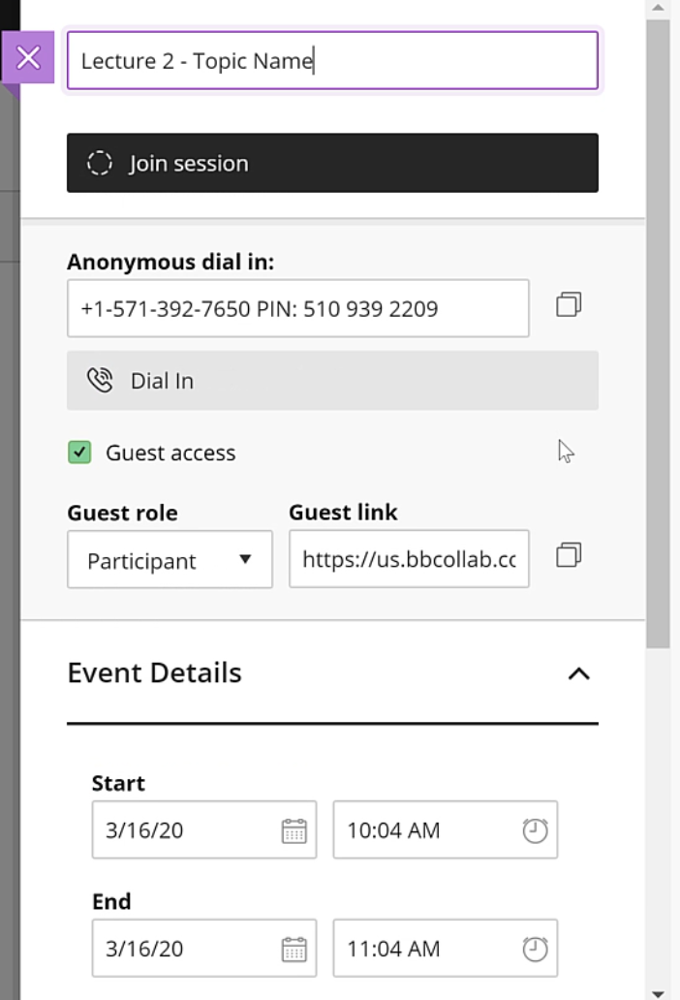 Lecture 2 - Topic Name
Join session
Anonymous dial in:
+1-571-392-7650 PIN: 510 939 2209
Dial In
Guest access
Guest role Guest link
Participant https://us.bbcollab.cc
Event Details
Start
3/16/20 10:04 AM
End
3/16/20 11:04 AM